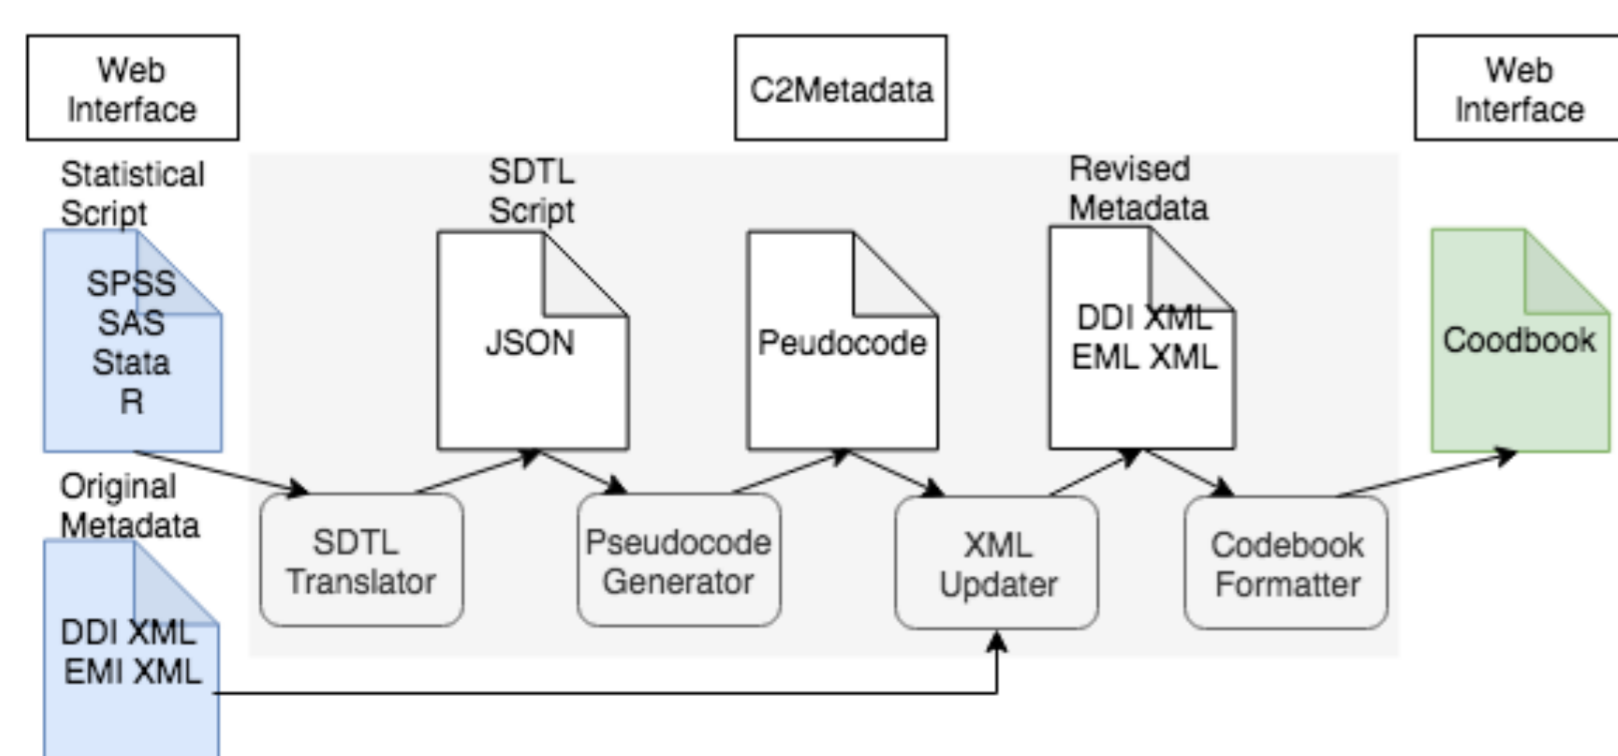 Web
Interface
C2Metadata
Web
Interface
Statistical
Script
SPSS
SAS
Stata
R
SDTL
Script
JSON
Peudocode
Revised
Metadata
DDI XML
EML XML
Coodbook
Original
Metadata
DDI XML
EMI XML
SDTL
Translator
Pseudocode
Generator
XML
Updater
Codebook
Formatter